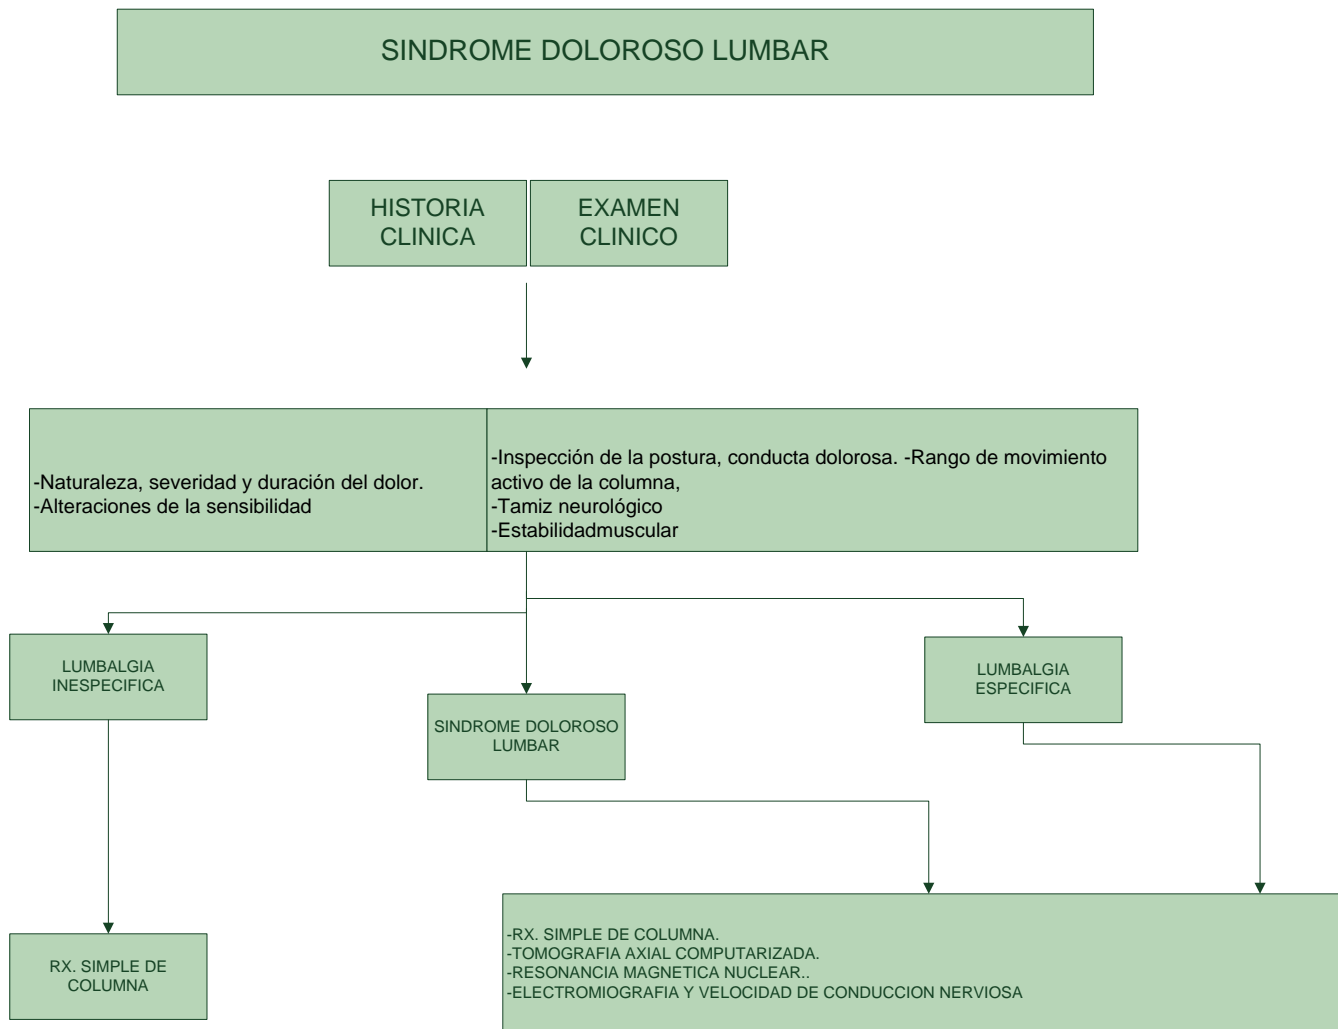 SINDROME DOLOROSO LUMBAR
HISTORIA
CLINICA
EXAMEN
CLINICO
-Naturaleza, severidad y duración del dolor.
-Alteraciones de la sensibilidad
-Inspección de la postura, conducta dolorosa. -Rango de movimiento
activo de la columna,
-Tamiz neurológico
-Estabilidadmuscular
LUMBALGIA
INESPECIFICA
SINDROME DOLOROSO
LUMBAR
LUMBALGIA
ESPECIFICA
RX. SIMPLE DE
COLUMNA
-RX. SIMPLE DE COLUMNA.
-TOMOGRAFIA AXIAL COMPUTARIZADA.
-RESONANCIA MAGNETICA NUCLEAR..
-ELECTROMIOGRAFIA Y VELOCIDAD DE CONDUCCION NERVIOSA